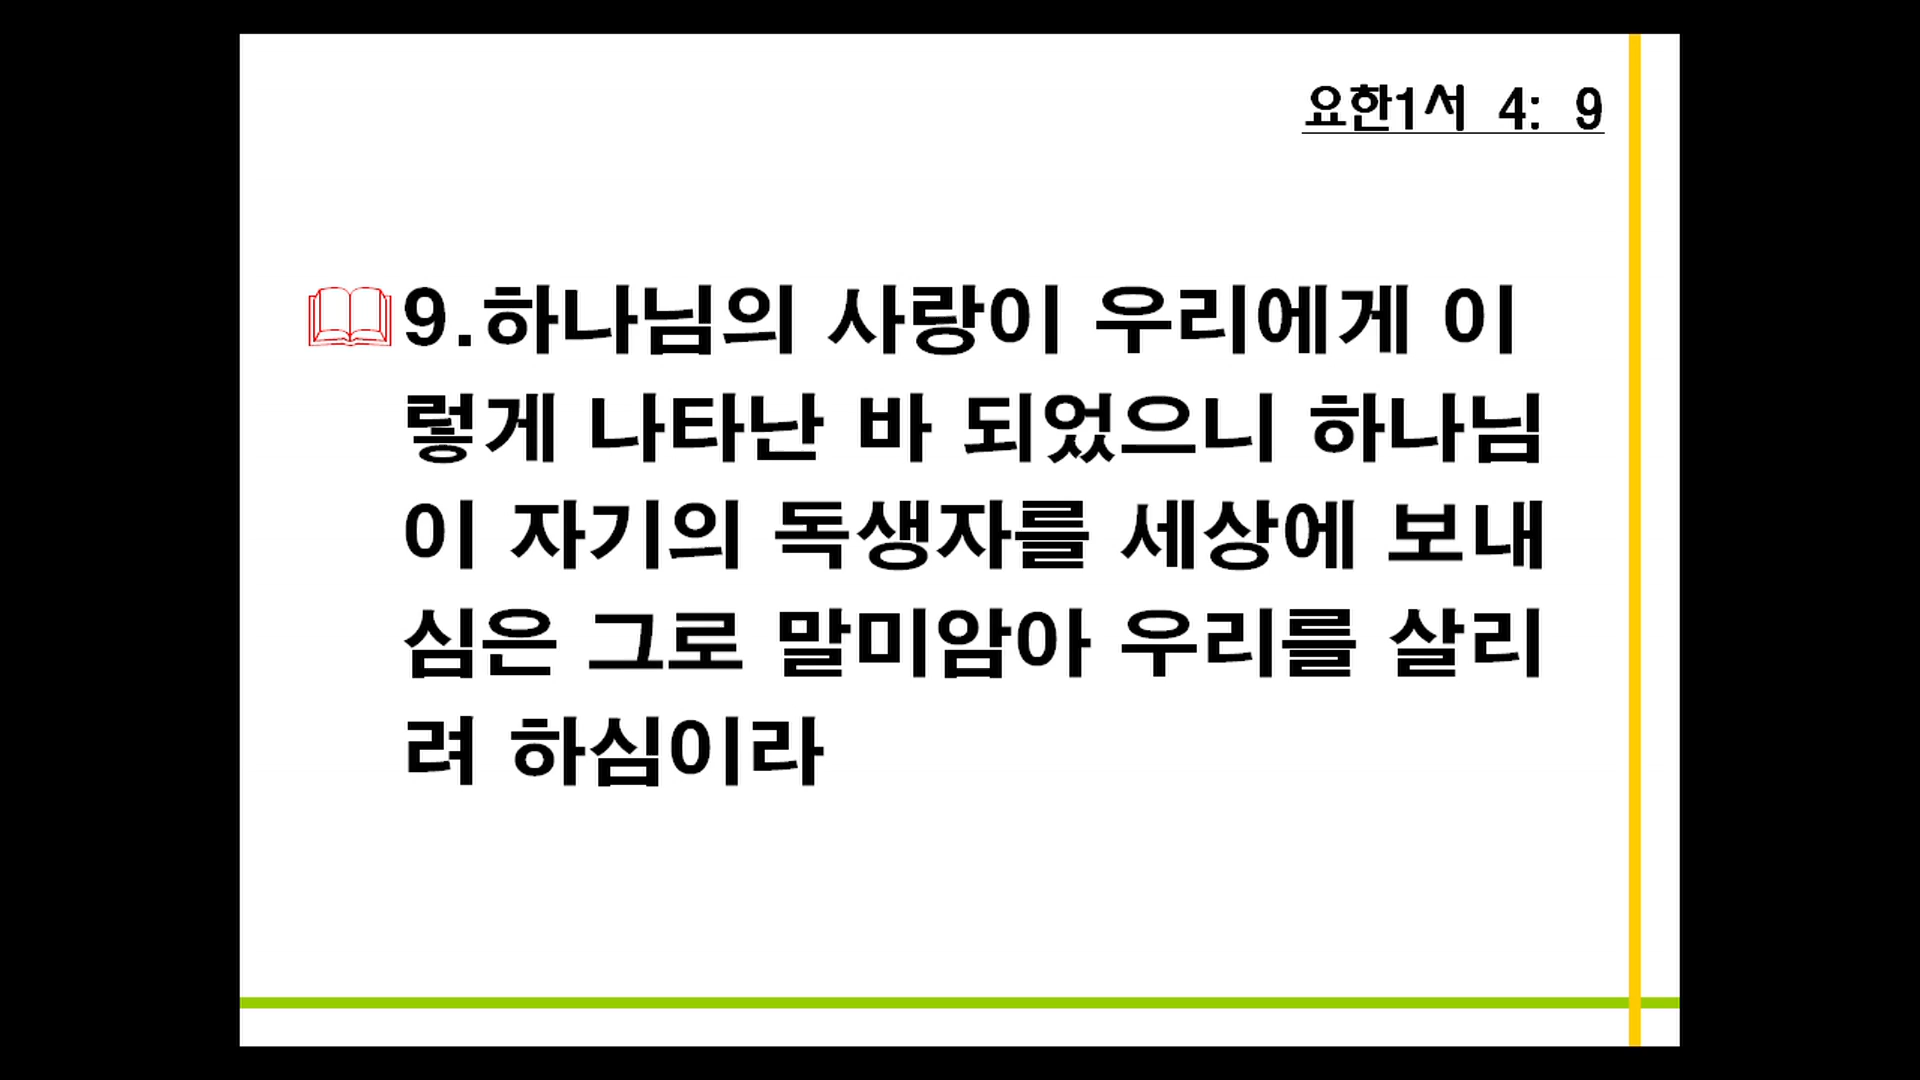 요한1서 4: 9
9.하나님의 사랑이 우리에게 이
렇게 나타난 바 되었으니 하나님
이 자기의 독생자를 세상에 보내
심은 그로 말미암아 우리를 살리
려 하심이라